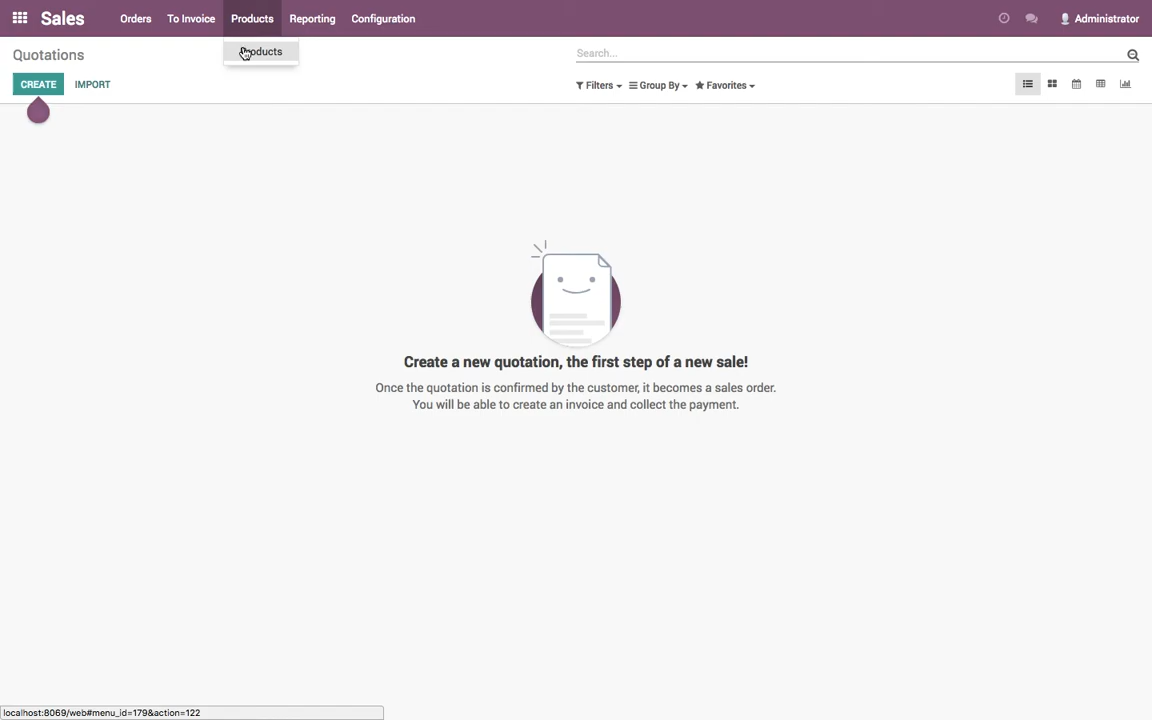 Sales Orders To Invoice Products Reporting Configuration Administrator
Products
Quotations
Search...
CREATE IMPORT
Filters Group By Favorites
Create a new quotation, the first step of a new sale!
Once the quotation is confirmed by the customer, it becomes a sales order.
You will be able to create an invoice and collect the payment.
localhost:8069/web#menu_id=179&action=122